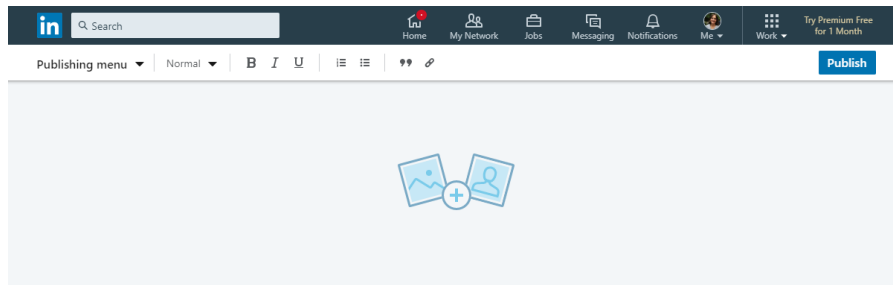 in Search
Home My Network Jobs Messaging Notifications Me Work Try Premium Free
for 1 Month
Publishing menu Normal B I U Publish